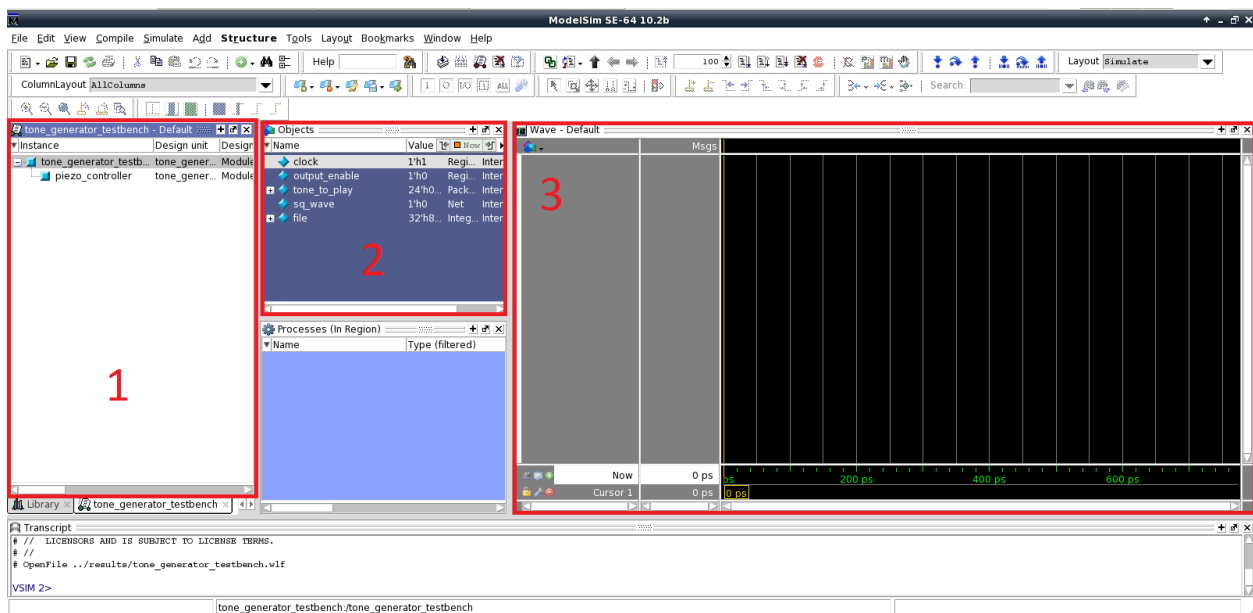 ModelSim SE-64 10.2b
File Edit View Compile Simulate Add Structure Tools Layout Bookmarks Window Help
Help 100 Layout Simulate
ColumnLayout AllColumns I O I/O ALL Search:
tone_generator_testbench - Default
Instance Design unit Design
tone_generator_testb... tone_gener... Module
piezo_controller tone_gener... Module
1
Library tone_generator_testbench
Objects
Name Value Now
clock 1'h1 Regi... Inter
output_enable 1'h0 Regi... Inter
tone_to_play 24'h0... Pack... Inter
sq_wave 1'h0 Net Inter
file 32'h8... Integ... Inter
2
Processes (In Region)
Name Type (filtered)
Wave - Default
Msgs
3
Now 0 ps ps 200 ps 400 ps 600 ps
Cursor 1 0 ps 0 ps
Transcript
# // LICENSORS AND IS SUBJECT TO LICENSE TERMS.
# //
# OpenFile ../results/tone_generator_testbench.wlf
VSIM 2>
tone_generator_testbench:/tone_generator_testbench